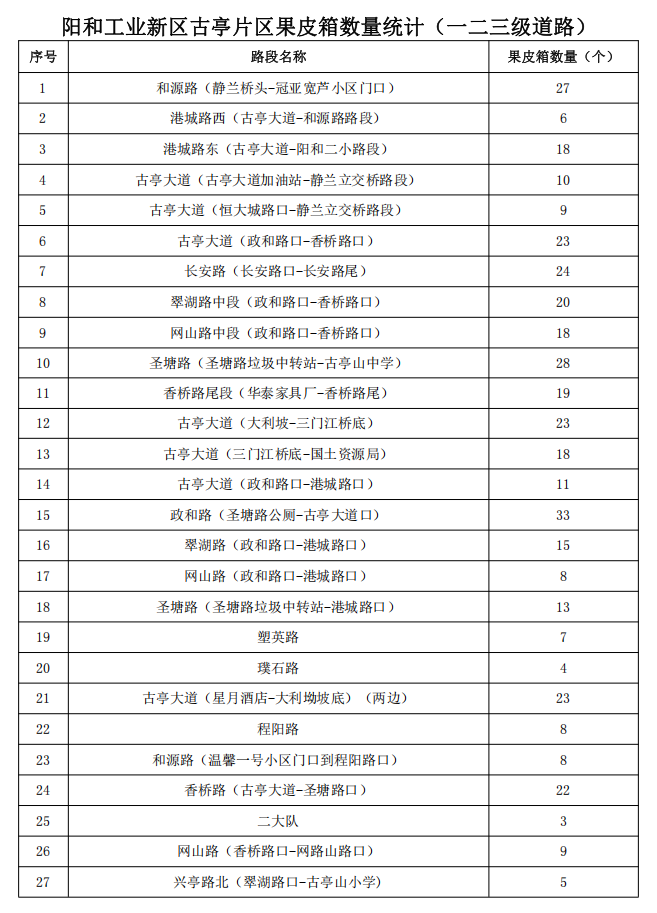 阳和工业新区古亭片区果皮箱数量统计（一二三级道路）
序号 路段名称 果皮箱数量（个）
1 和源路（静兰桥头-冠亚宽芦小区门口） 27
2 港城路西（古亭大道-和源路路段） 6
3 港城路东（古亭大道-阳和二小路段） 18
4 古亭大道（古亭大道加油站-静兰立交桥路段） 10
5 古亭大道（恒大城路口-静兰立交桥路段） 9
6 古亭大道（政和路口-香桥路口） 23
7 长安路（长安路口-长安路尾） 24
8 翠湖路中段（政和路口-香桥路口） 20
9 网山路中段（政和路口-香桥路口） 18
10 圣塘路（圣塘路垃圾中转站-古亭山中学） 28
11 香桥路尾段（华泰家具厂-香桥路尾） 19
12 古亭大道（大利坡-三门江桥底） 23
13 古亭大道（三门江桥底-国土资源局） 18
14 古亭大道（政和路口-港城路口） 11
15 政和路（圣塘路公厕-古亭大道口） 33
16 翠湖路（政和路口-港城路口） 15
17 网山路（政和路口-港城路口） 8
18 圣塘路（圣塘路垃圾中转站-港城路口） 13
19 塑英路 7
20 璞石路 4
21 古亭大道（星月酒店-大利坳坡底）（两边） 23
22 程阳路 8
23 和源路（温馨一号小区门口到程阳路口） 8
24 香桥路（古亭大道-圣塘路口） 22
25 二大队 3
26 网山路（香桥路口-网路山路口） 9
27 兴亭路北（翠湖路口-古亭山小学) 5